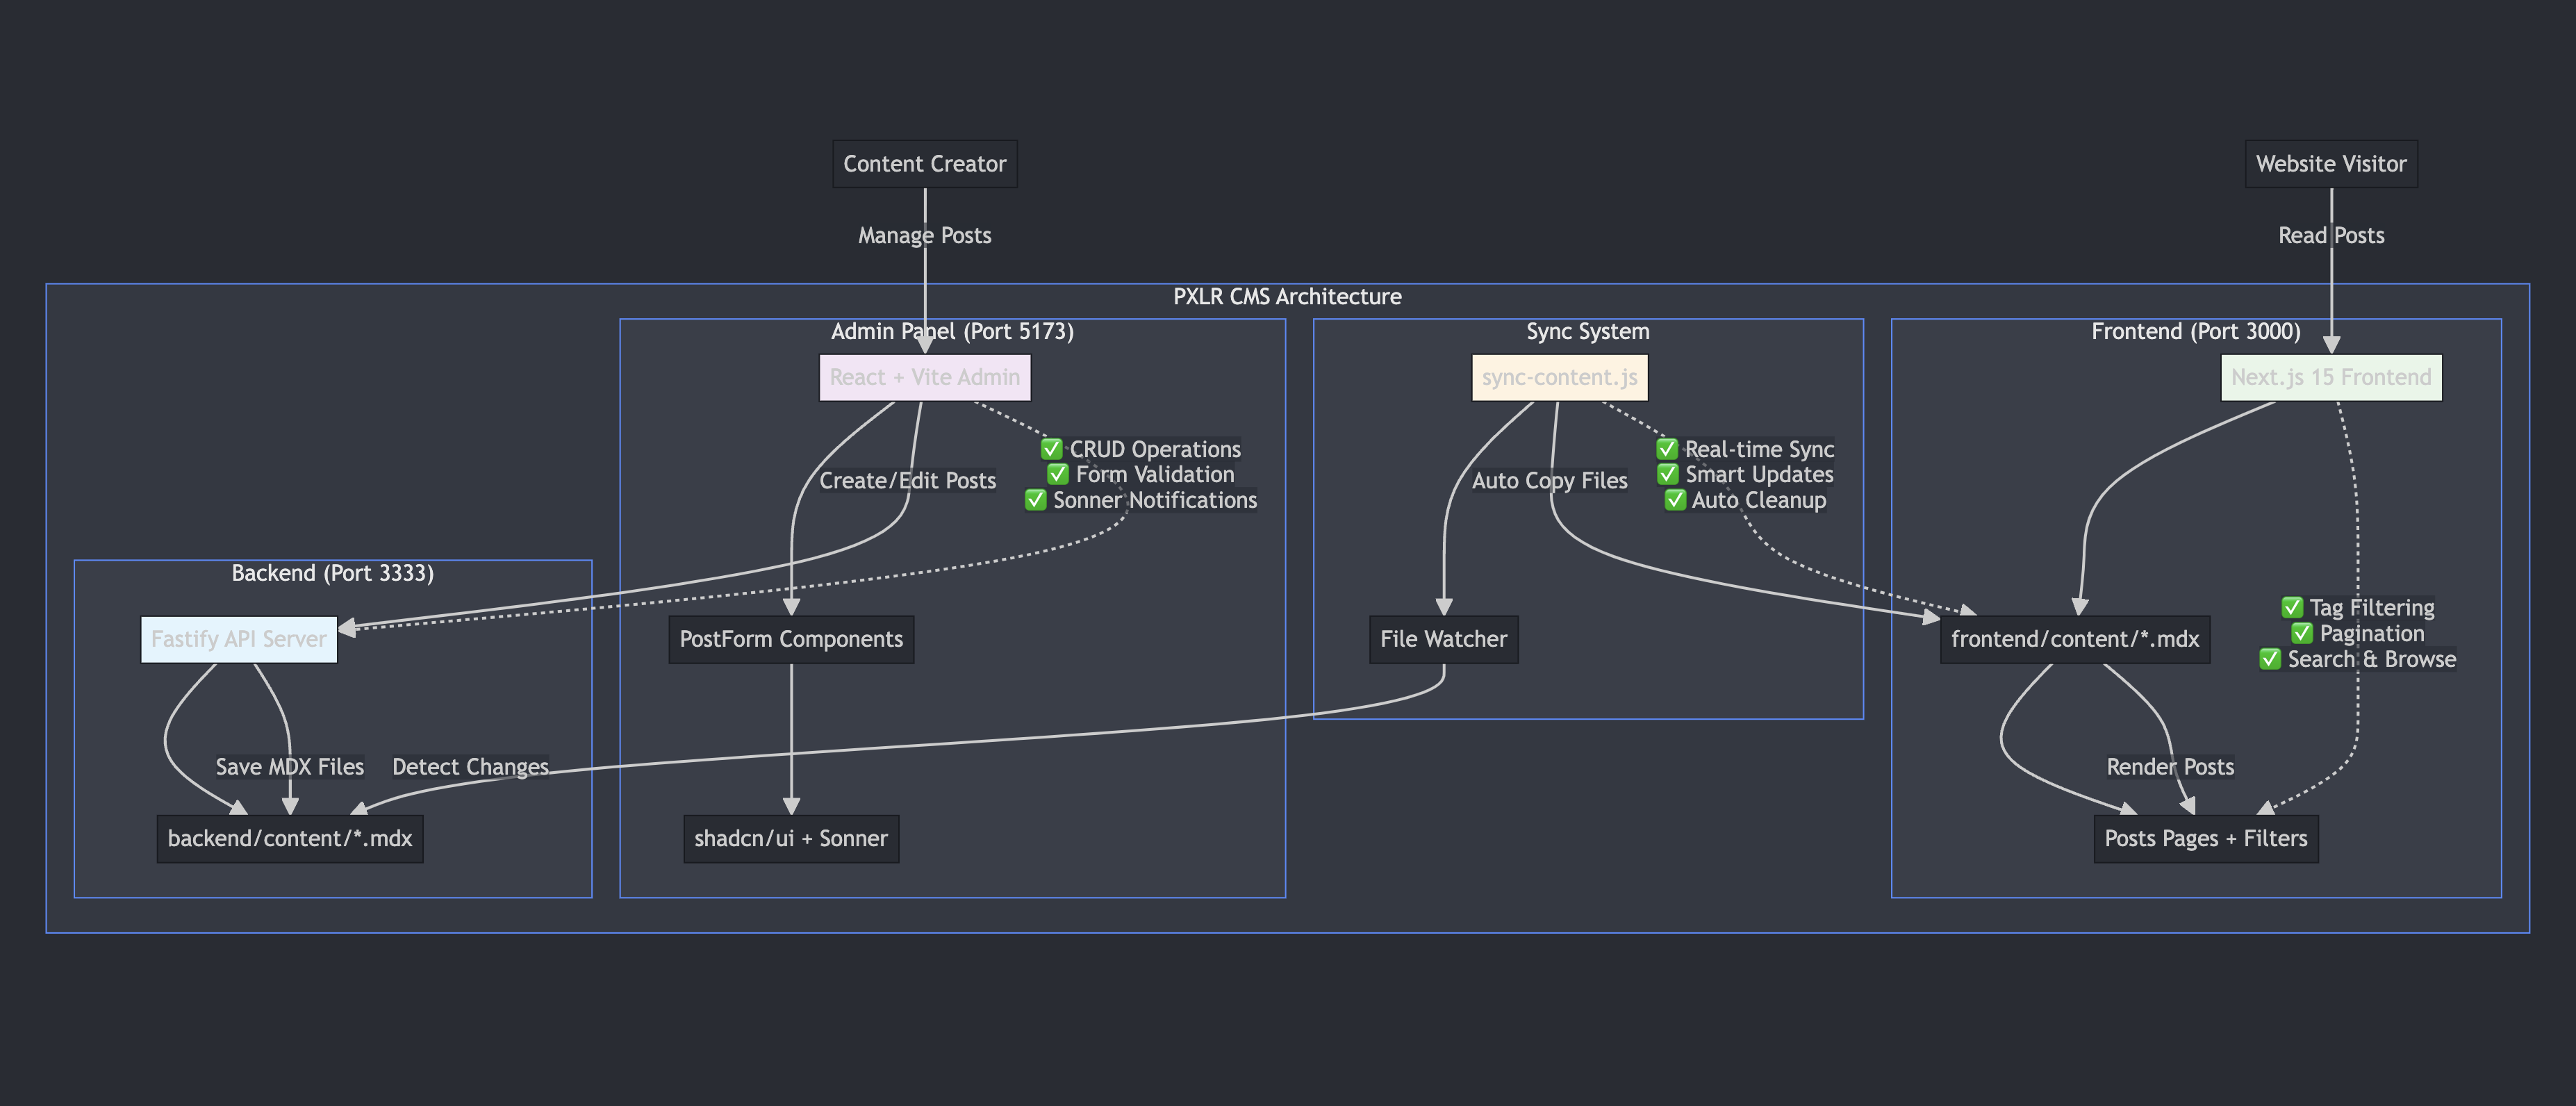 Content Creator
Website Visitor
Manage Posts
Read Posts
PXLR CMS Architecture
Admin Panel (Port 5173)
Sync System
Frontend (Port 3000)
React + Vite Admin
sync-content.js
Next.js 15 Frontend
✅ CRUD Operations
✅ Form Validation
✅ Sonner Notifications
Create/Edit Posts
✅ Real-time Sync
✅ Smart Updates
✅ Auto Cleanup
Auto Copy Files
Backend (Port 3333)
Fastify API Server
PostForm Components
File Watcher
frontend/content/*.mdx
✅ Tag Filtering
✅ Pagination
✅ Search & Browse
Save MDX Files
Detect Changes
Render Posts
backend/content/*.mdx
shadcn/ui + Sonner
Posts Pages + Filters